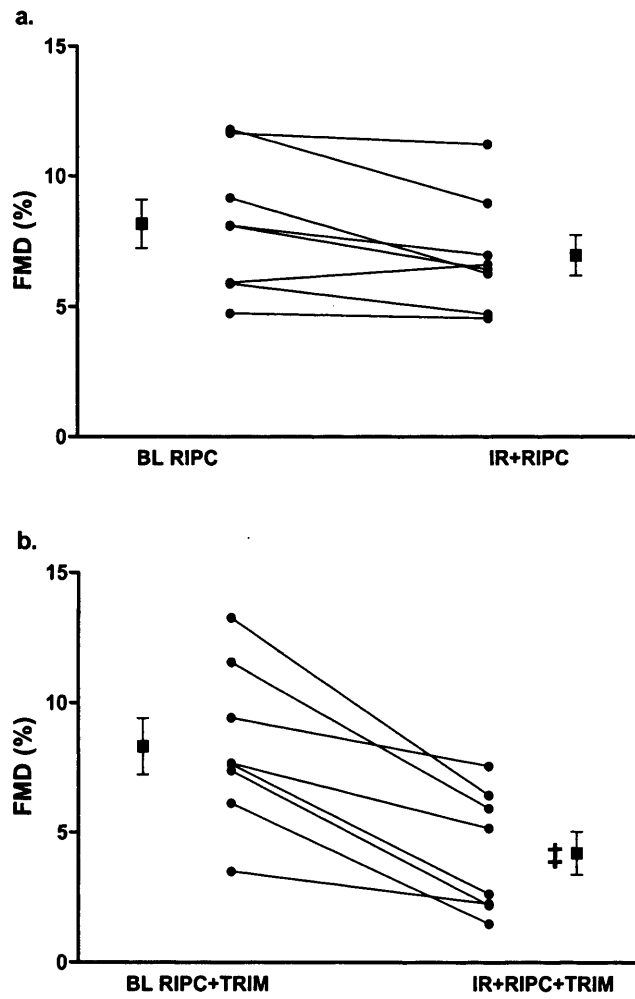 a.
15
10
5
0
FMD (%)
BL RIPC
IR+RIPC
b.
15
10
5
0
FMD (%)
‡
BL RIPC+TRIM
IR+RIPC+TRIM